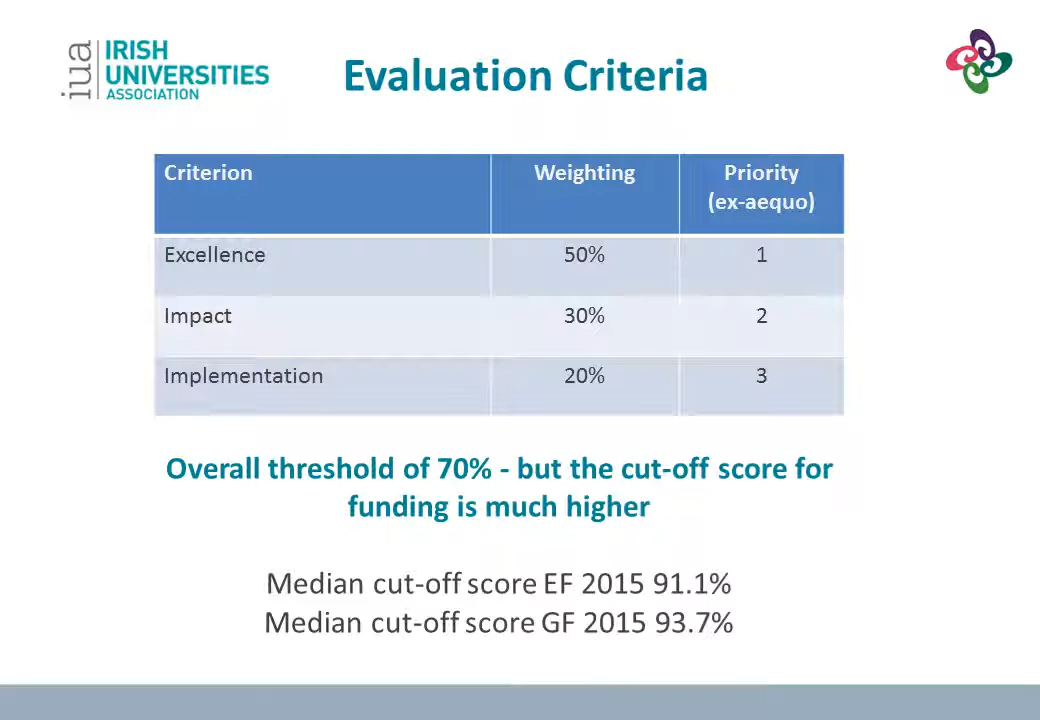 iua
IRISH
UNIVERSITIES
ASSOCIATION
Evaluation Criteria
Criterion Weighting Priority
(ex-aequo)
Excellence 50% 1
Impact 30% 2
Implementation 20% 3
Overall threshold of 70% - but the cut-off score for
funding is much higher
Median cut-off score EF 2015 91.1%
Median cut-off score GF 2015 93.7%